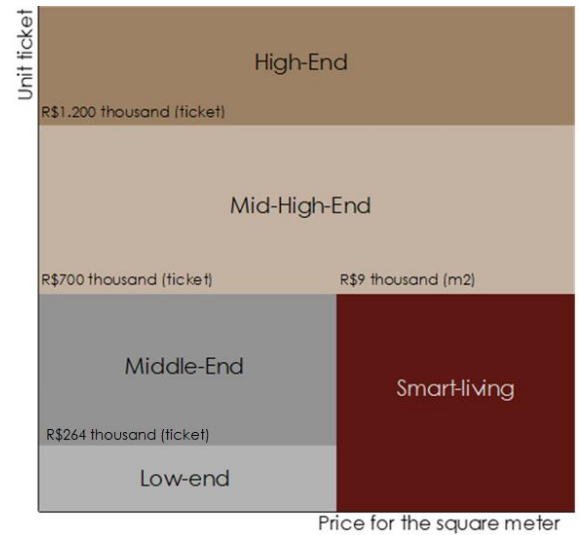 Unit ticket
High-End
R$1.200 thousand (ticket)
Mid-High-End
R$700 thousand (ticket)
R$9 thousand (m2)
Middle-End
Smart-living
R$264 thousand (ticket)
Low-end
Price for the square meter